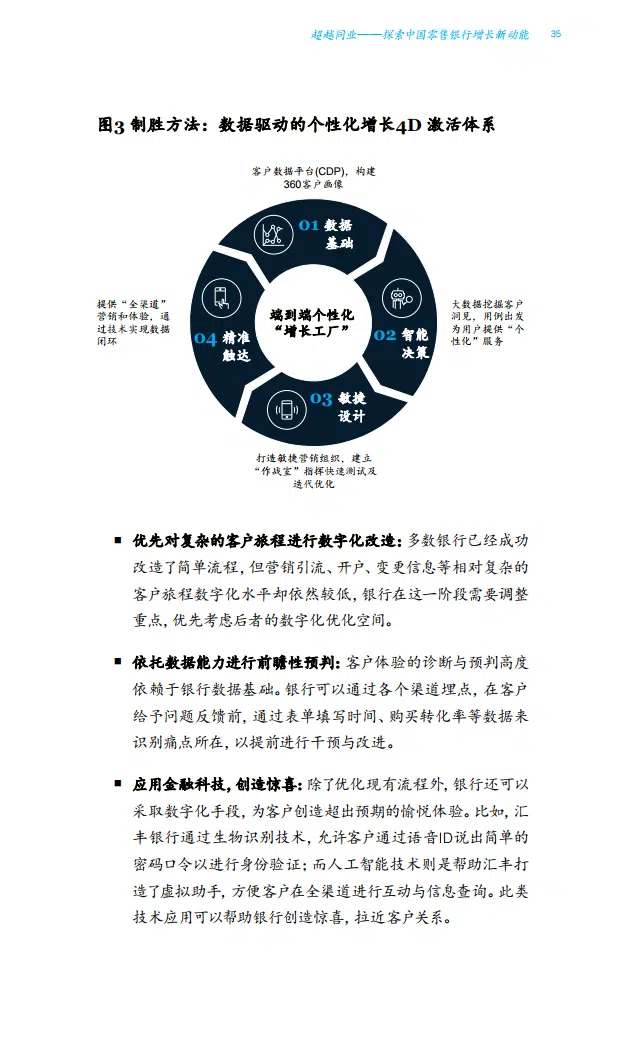 超越同业——探索中国零售银行增长新动能 35
图3 制胜方法：数据驱动的个性化增长4D 激活体系
客户数据平台(CDP)，构建
360客户画像
01 数据
基础
大数据挖掘客户
洞见，用例出发
为用户提供“个
性化”服务
02 智能
决策
03 敏捷
设计
打造敏捷营销组织，建立
“作战室”指挥快速测试及
迭代优化
提供“全渠道”
营销和体验，通
过技术实现数据
闭环
04 精准
触达
端到端个性化
“增长工厂”
■ 优先对复杂的客户旅程进行数字化改造：多数银行已经成功
改造了简单流程，但营销引流、开户、变更信息等相对复杂的
客户旅程数字化水平却依然较低，银行在这一阶段需要调整
重点，优先考虑后者的数字化优化空间。
■ 依托数据能力进行前瞻性预判：客户体验的诊断与预判高度
依赖于银行数据基础。银行可以通过各个渠道埋点，在客户
给予问题反馈前，通过表单填写时间、购买转化率等数据来
识别痛点所在，以提前进行干预与改进。
■ 应用金融科技，创造惊喜：除了优化现有流程外，银行还可以
采取数字化手段，为客户创造超出预期的愉悦体验。比如，汇
丰银行通过生物识别技术，允许客户通过语音ID说出简单的
密码口令以进行身份验证；而人工智能技术则是帮助汇丰打
造了虚拟助手，方便客户在全渠道进行互动与信息查询。此类
技术应用可以帮助银行创造惊喜，拉近客户关系。